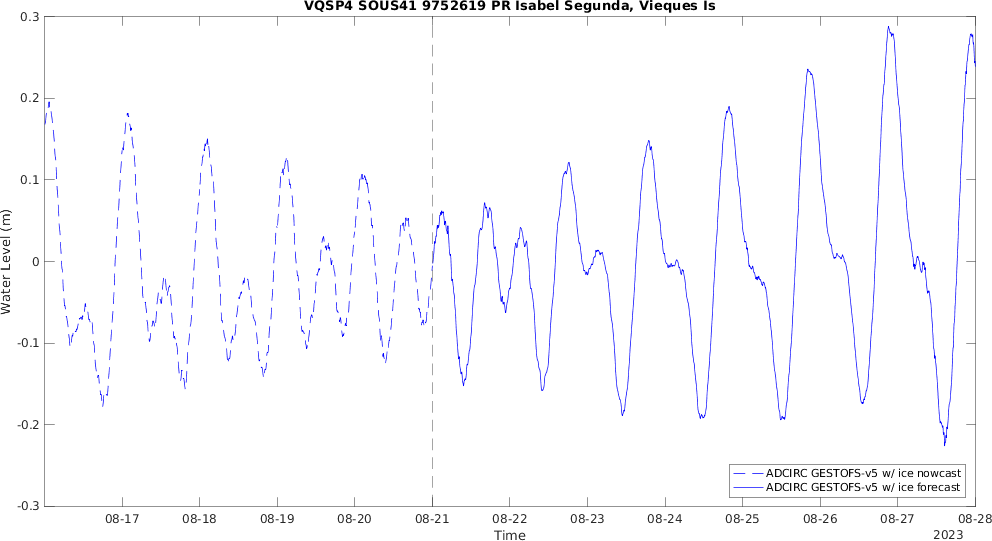 VQSP4 SOUS41 9752619 PR Isabel Segunda, Vieques Is
0.3
0.2
0.1
0
-0.1
-0.2
-0.3
Water Level (m)
ADCIRC GESTOFS-v5 w/ ice nowcast
ADCIRC GESTOFS-v5 w/ ice forecast
08-17 08-18 08-19 08-20 08-21 08-22 08-23 08-24 08-25 08-26 08-27 08-28
Time
2023